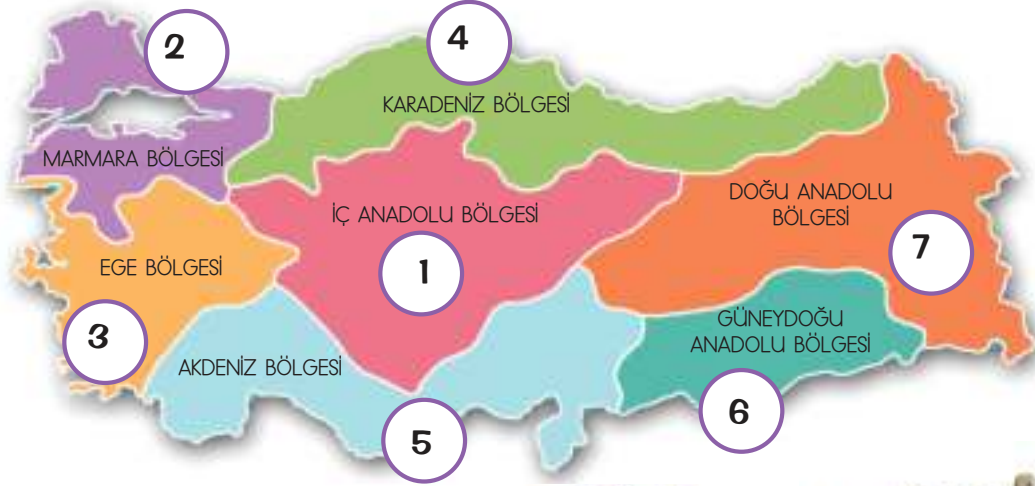 2
4
KARADENİZ BÖLGESİ
MARMARA BÖLGESİ
DOĞU ANADOLU
BÖLGESİ
İÇ ANADOLU BÖLGESİ
7
1
EGE BÖLGESİ
3
GÜNEYDOĞU
ANADOLU BÖLGESİ
AKDENİZ BÖLGESİ
6
5